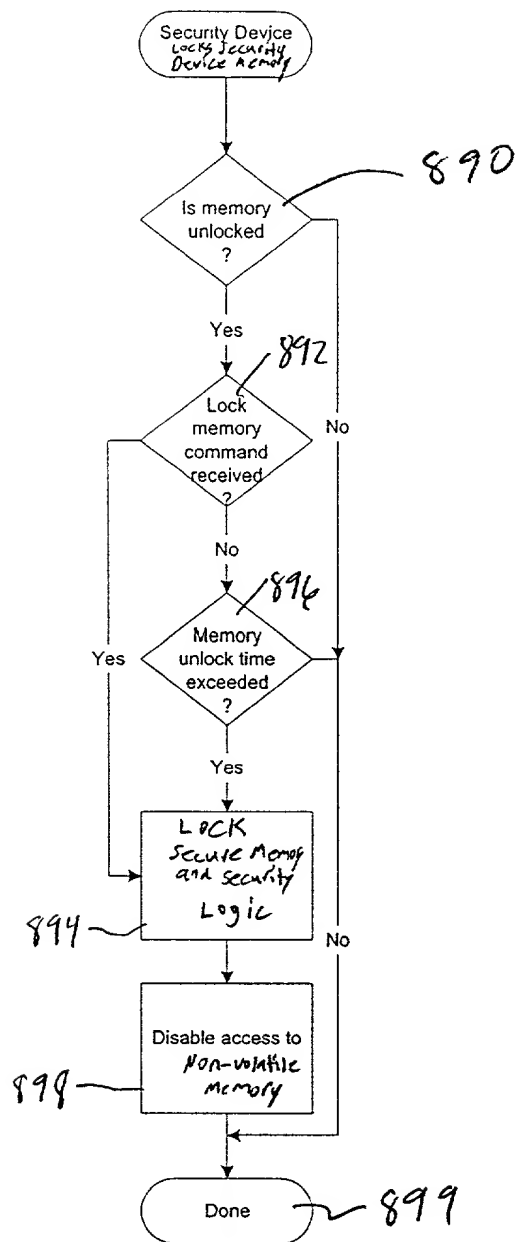 Security Device
Locks Security
Device Memory
890
Is memory
unlocked
?
Yes
892
Lock
memory
command
received
?
No
No
896
Memory
unlock time
exceeded
?
Yes
Yes
LOCK
Secure Memory
and Security
Logic
894
No
Disable access to
Non-volatile
Memory
898
Done
899